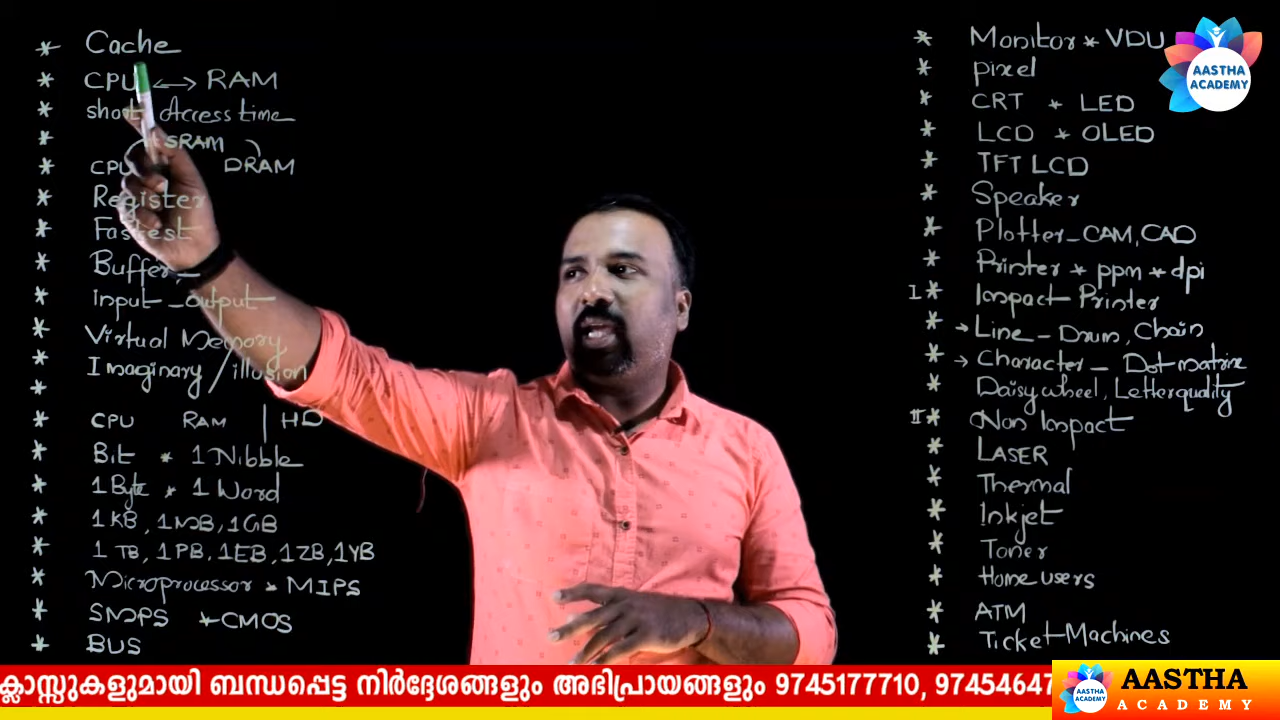 * Cache
* CPU ↔ RAM
* short Access time
* SRAM
* CPU DRAM
* Register
* Fastest
* Buffer -
* input - output
* Virtual Memory
* Imaginary / illusion
*
* CPU RAM | HD
* Bit * 1 Nibble
* 1 Byte * 1 Word
* 1 KB, 1 MB, 1 GB
* 1 TB, 1 PB, 1 EB, 1 ZB, 1 YB
* Microprocessor * MIPS
* SMPS * CMOS
* BUS
* Monitor * VDU
* pixel
* CRT * LED
* LCD * OLED
* TFT LCD
* Speaker
* Plotter - CAM, CAD
* Printer * ppm * dpi
I * Impact Printer
* → Line - Drum, Chain
* → Character - Dot matrix
* Daisy wheel, Letter quality
II * Non Impact
* LASER
* Thermal
* Inkjet
* Toner
* Home users
* ATM
* Ticket-Machines
AASTHA
ACADEMY
ക്ലാസ്സുകളുമായി ബന്ധപ്പെട്ട നിർദ്ദേശങ്ങളും അഭിപ്രായങ്ങളും 9745177710, 97454647
AASTHA
ACADEMY
AASTHA
ACADEMY